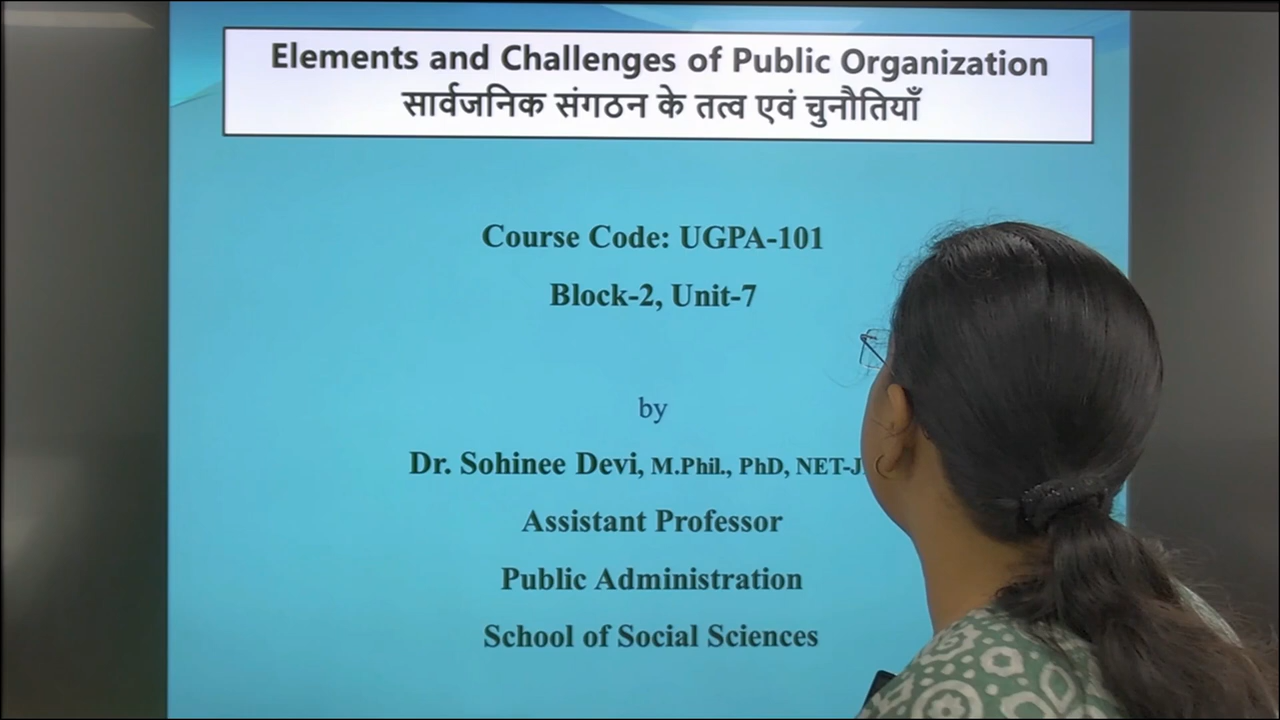 Elements and Challenges of Public Organization
सार्वजनिक संगठन के तत्व एवं चुनौतियाँ
Course Code: UGPA-101
Block-2, Unit-7
by
Dr. Sohinee Devi, M.Phil., PhD, NET-J
Assistant Professor
Public Administration
School of Social Sciences